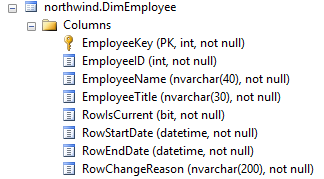 northwind.DimEmployee
Columns
EmployeeKey (PK, int, not null)
EmployeeID (int, not null)
EmployeeName (nvarchar(40), not null)
EmployeeTitle (nvarchar(30), not null)
RowIsCurrent (bit, not null)
RowStartDate (datetime, not null)
RowEndDate (datetime, not null)
RowChangeReason (nvarchar(200), not null)